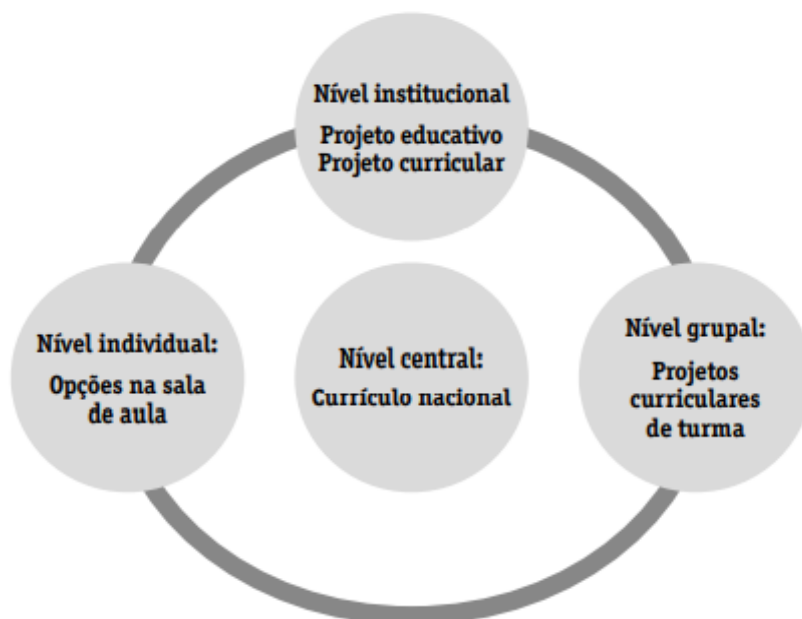 Nível institucional
Projeto educativo
Projeto curricular
Nível individual:
Opções na sala
de aula
Nível central:
Currículo nacional
Nível grupal:
Projetos
curriculares
de turma